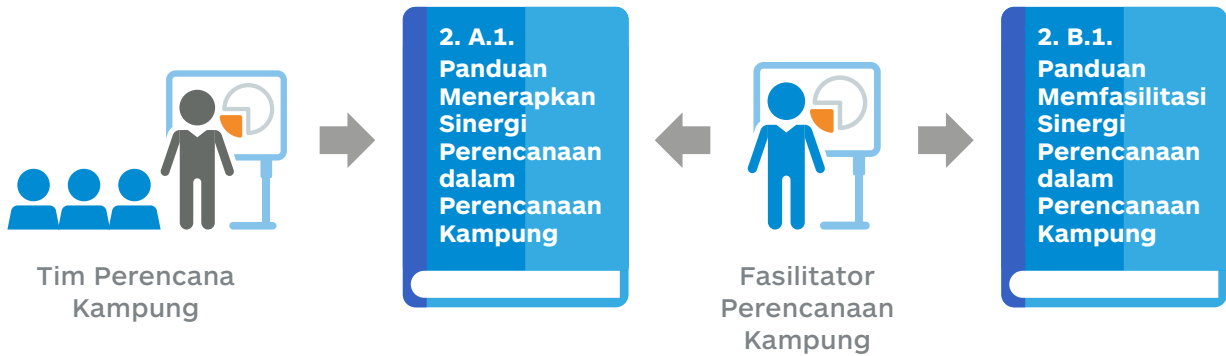 2. A.1.
Panduan
Menerapkan
Sinergi
Perencanaan
dalam
Perencanaan
Kampung
2. B.1.
Panduan
Memfasilitasi
Sinergi
Perencanaan
dalam
Perencanaan
Kampung
Tim Perencana
Kampung
Fasilitator
Perencanaan
Kampung